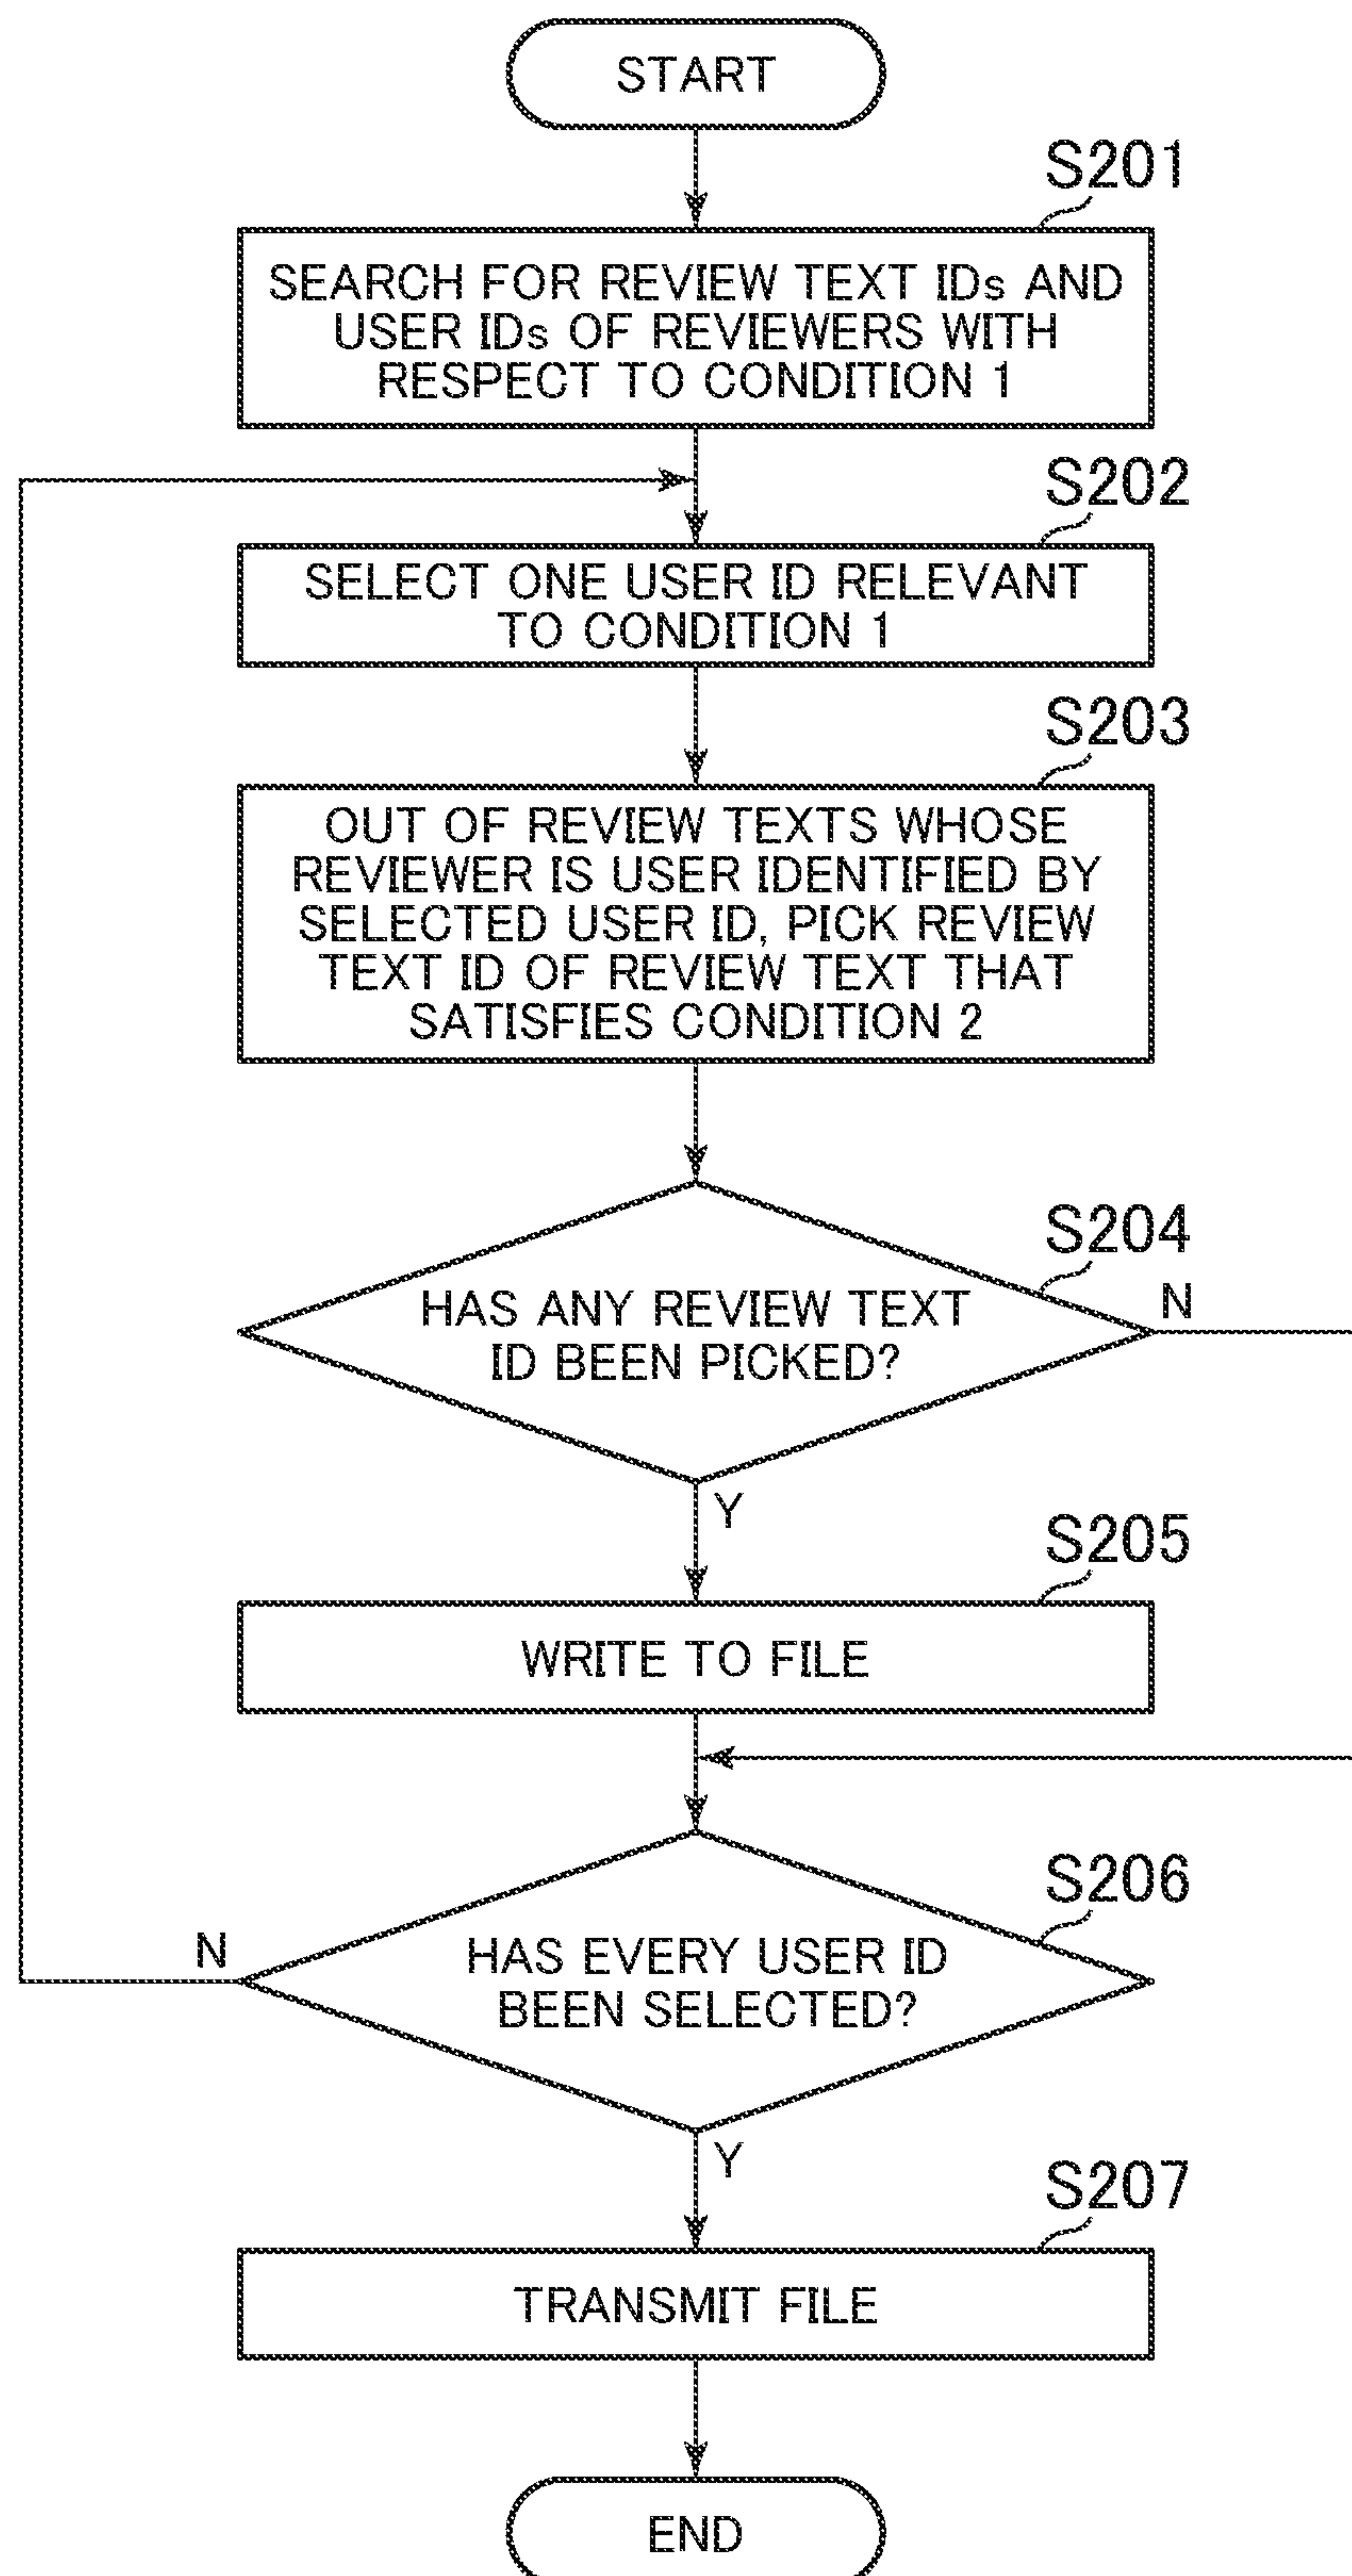 START
S201
SEARCH FOR REVIEW TEXT IDs AND
USER IDs OF REVIEWERS WITH
RESPECT TO CONDITION 1
S202
SELECT ONE USER ID RELEVANT
TO CONDITION 1
S203
OUT OF REVIEW TEXTS WHOSE
REVIEWER IS USER IDENTIFIED BY
SELECTED USER ID, PICK REVIEW
TEXT ID OF REVIEW TEXT THAT
SATISFIES CONDITION 2
S204
N
HAS ANY REVIEW TEXT
ID BEEN PICKED?
Y
S205
WRITE TO FILE
S206
N
HAS EVERY USER ID
BEEN SELECTED?
Y
S207
TRANSMIT FILE
END